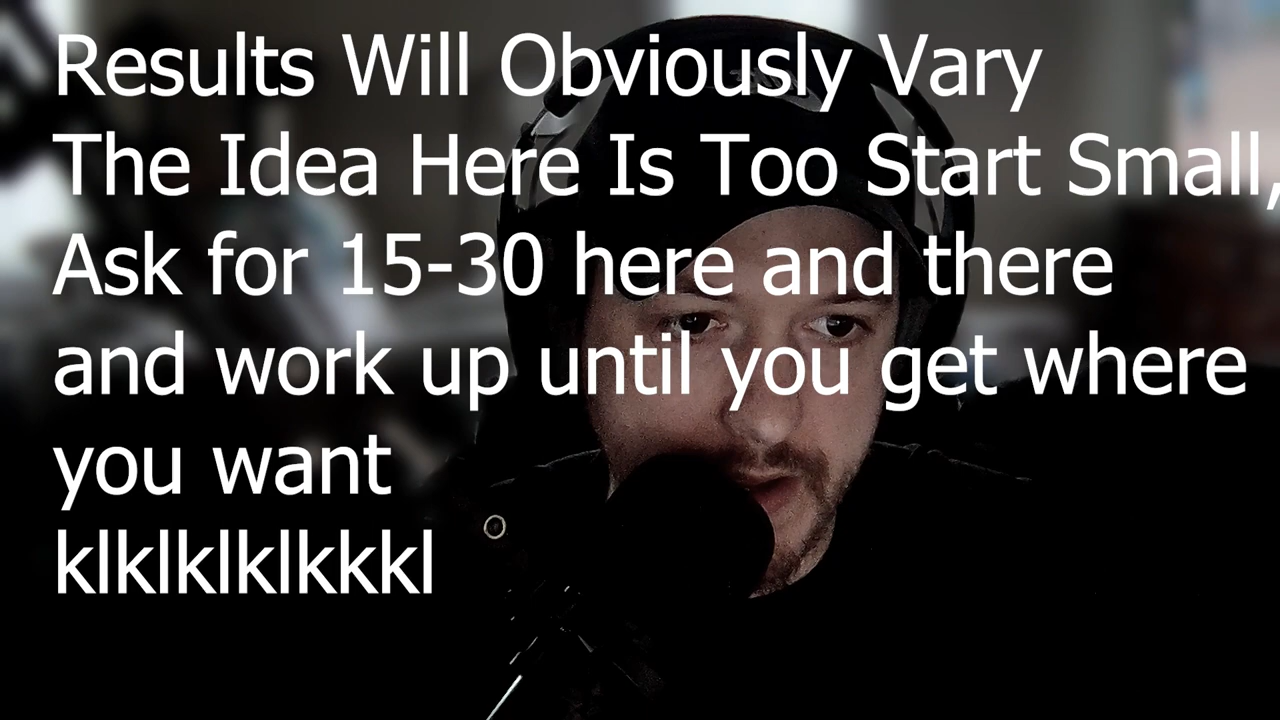 Results Will Obviously Vary
The Idea Here Is Too Start Small,
Ask for 15-30 here and there
and work up until you get where
you want
klklklklkkkl